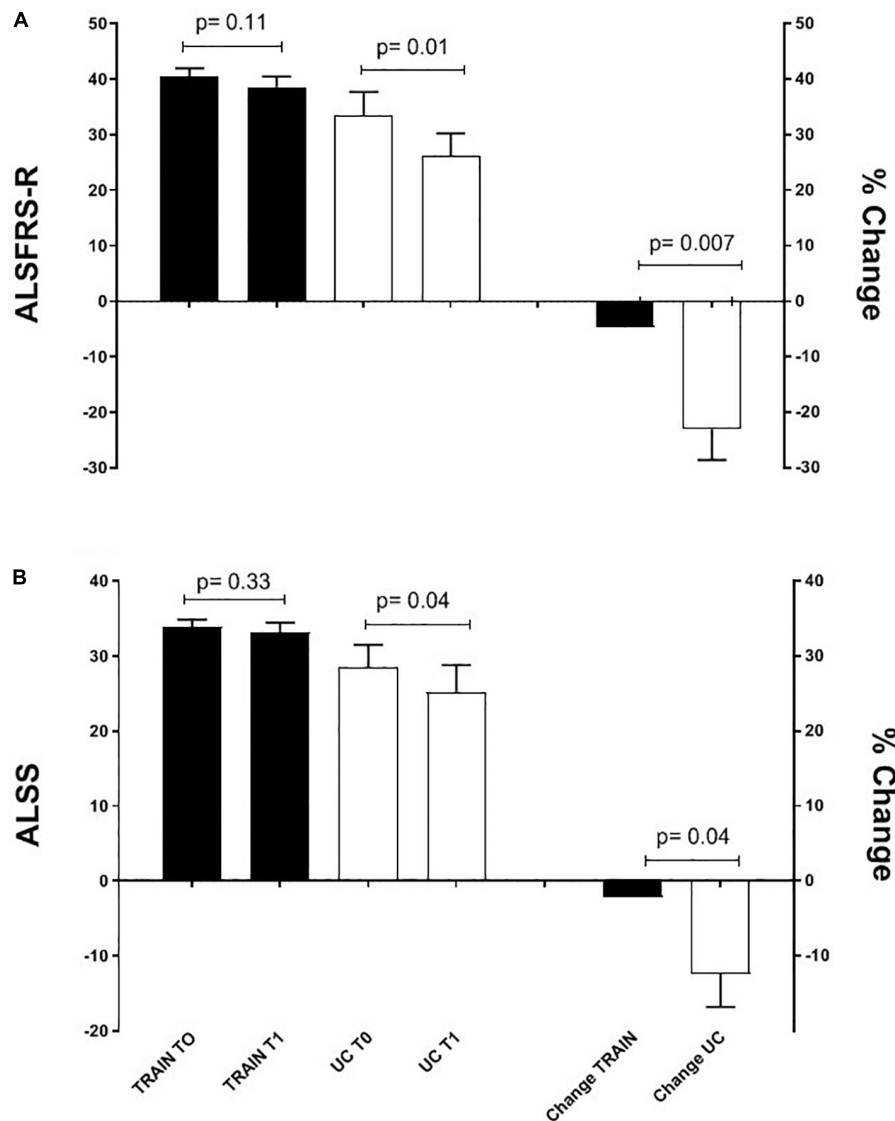 A
p= 0.11
p= 0.01
p= 0.007
50
40
30
20
10
0
-10
-20
-30
ALSFRS-R
50
40
30
20
10
0
-10
-20
-30
% Change
B
p= 0.33
p= 0.04
p= 0.04
40
30
20
10
0
-10
-20
ALSS
40
30
20
10
0
-10
% Change
TRAIN TO
TRAIN T1
UC T0
UC T1
Change TRAIN
Change UC